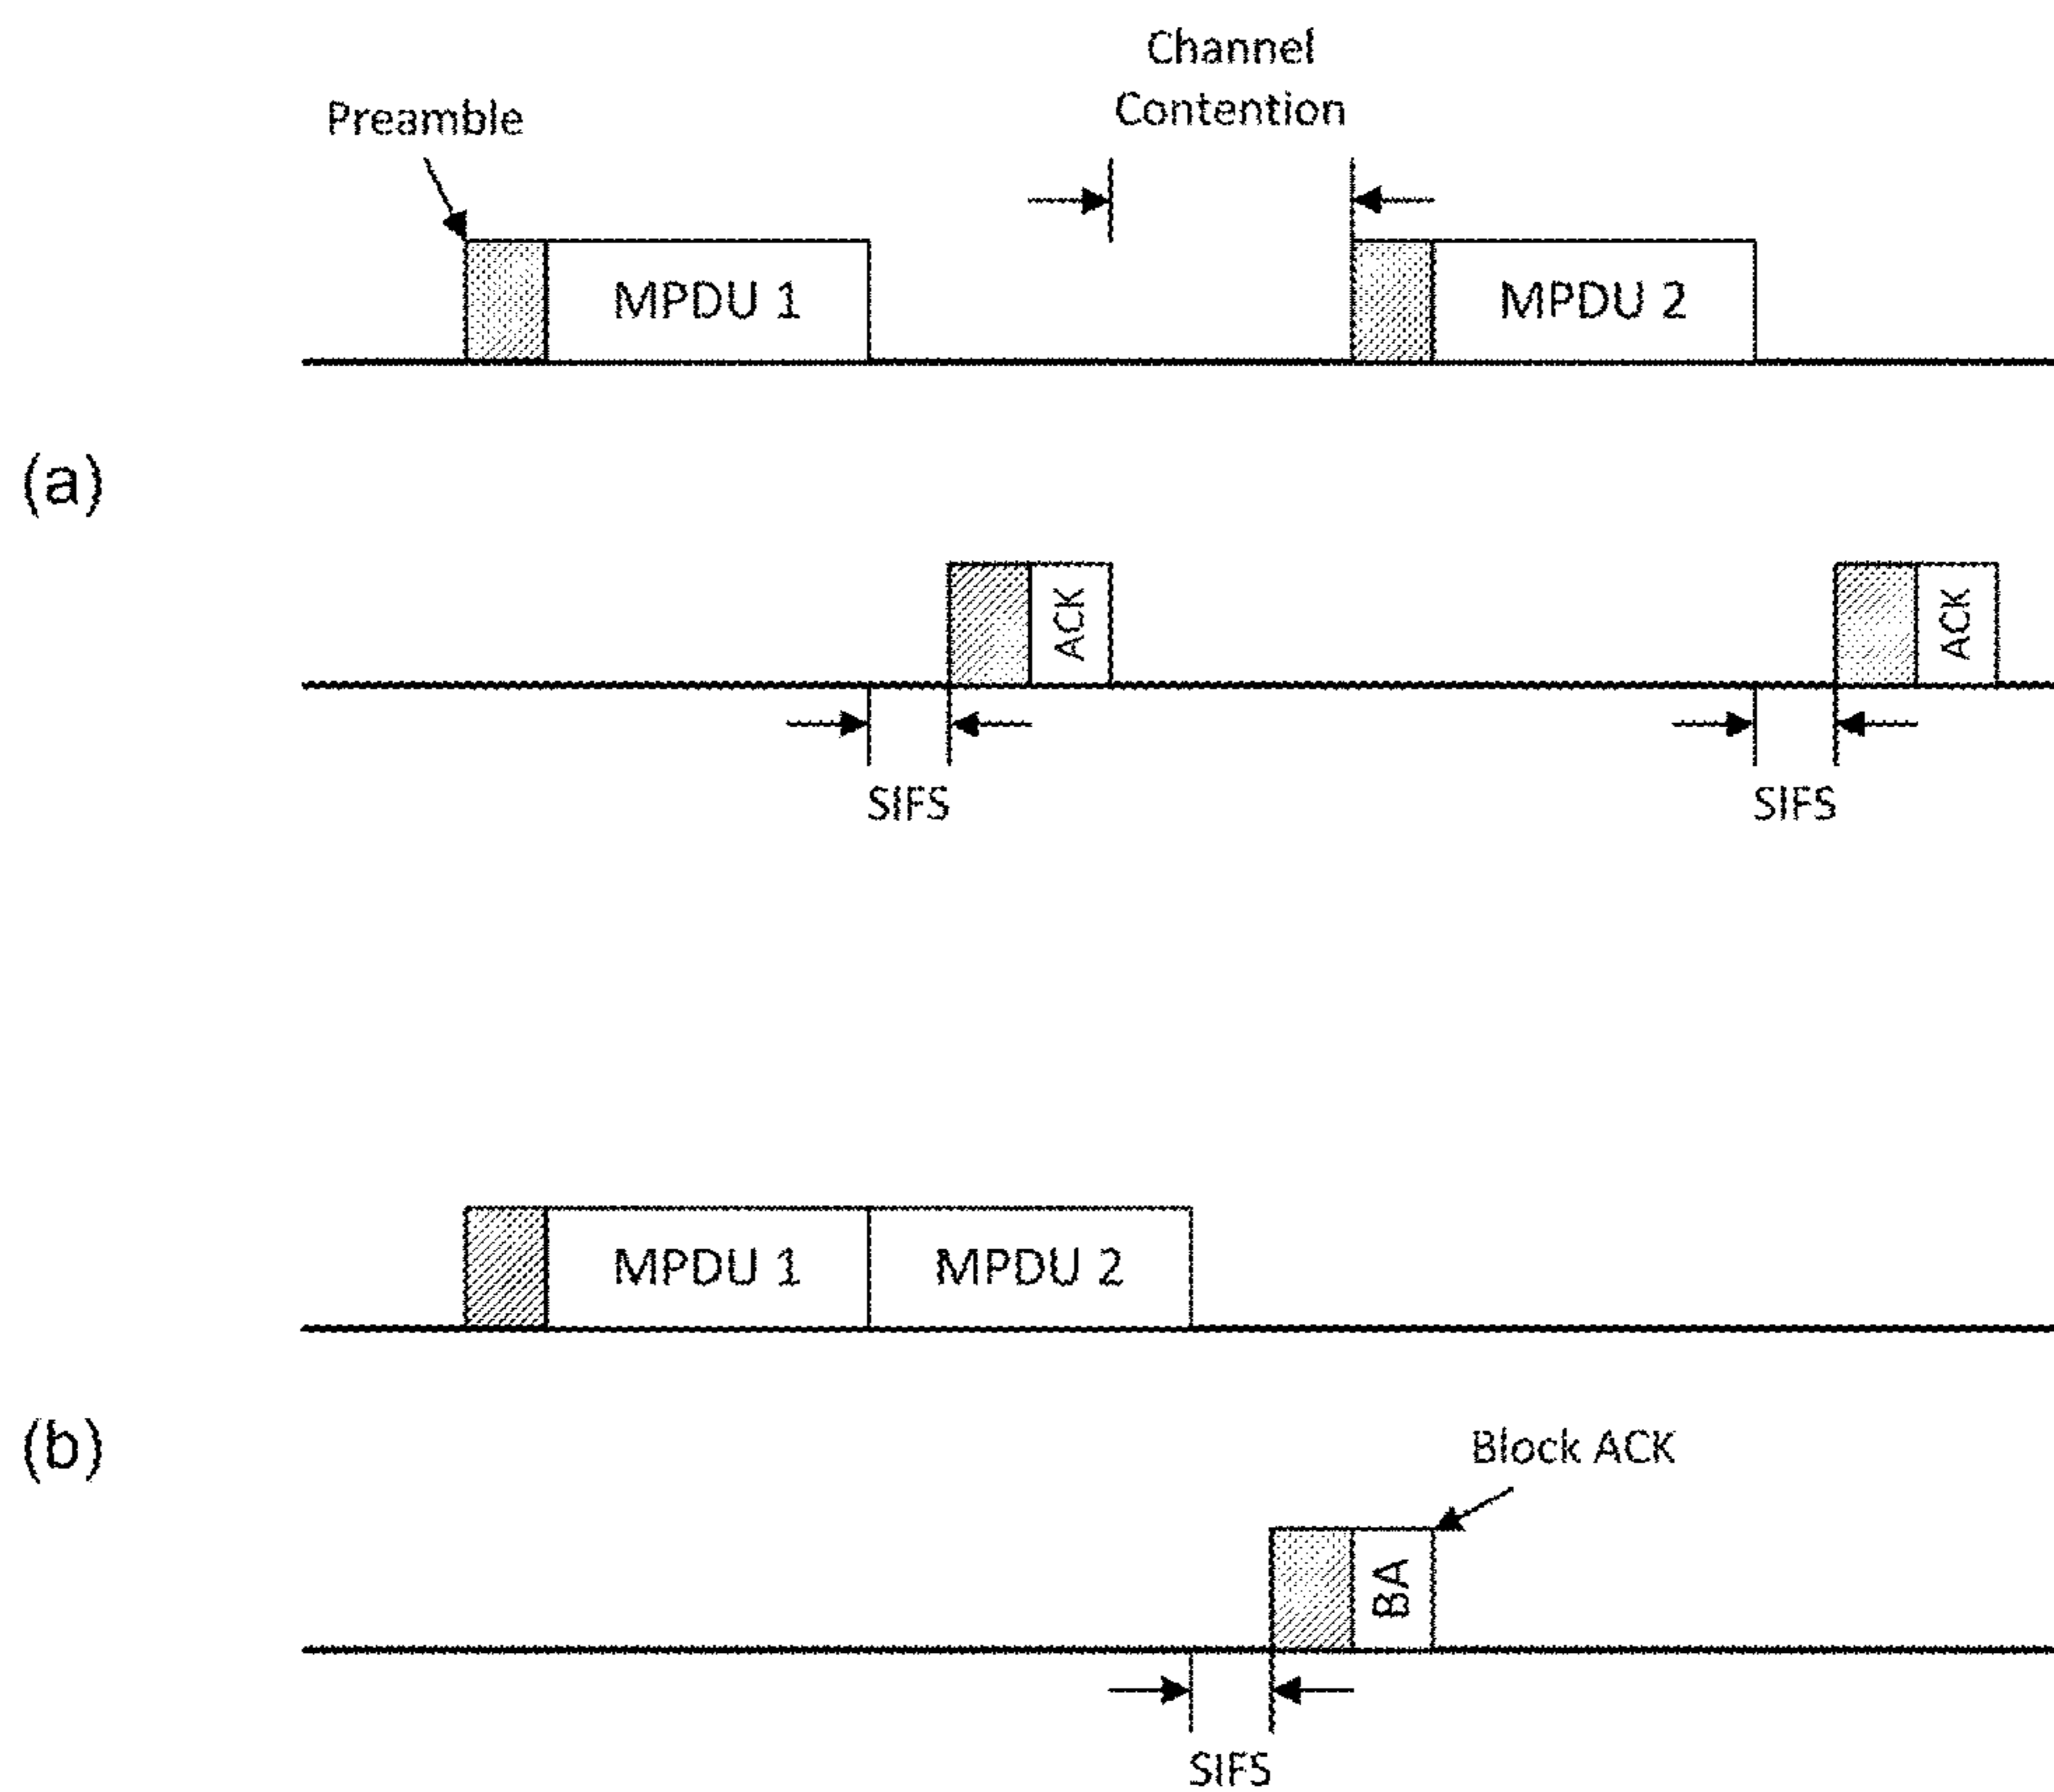 Channel
Contention
Preamble
MPDU 1
MPDU 2
(a)
ACK
ACK
SIFS
SIFS
MPDU 1
MPDU 2
(b)
Block ACK
BA
SIFS